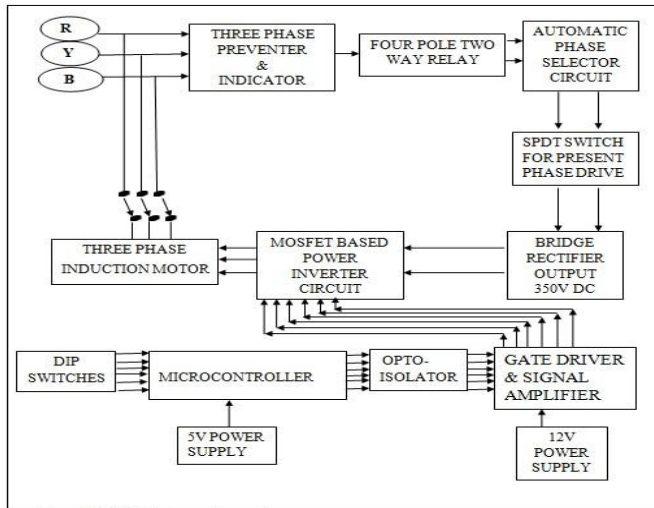 R
Y
B
THREE PHASE
PREVENTER
&
INDICATOR
FOUR POLE TWO
WAY RELAY
AUTOMATIC
PHASE
SELECTOR
CIRCUIT
SPDT SWITCH
FOR PRESENT
PHASE DRIVE
THREE PHASE
INDUCTION MOTOR
MOSFET BASED
POWER
INVERTER
CIRCUIT
BRIDGE
RECTIFIER
OUTPUT
350V DC
DIP
SWITCHES
MICROCONTROLLER
OPTO-
ISOLATOR
GATE DRIVER
& SIGNAL
AMPLIFIER
5V POWER
SUPPLY
12V
POWER
SUPPLY